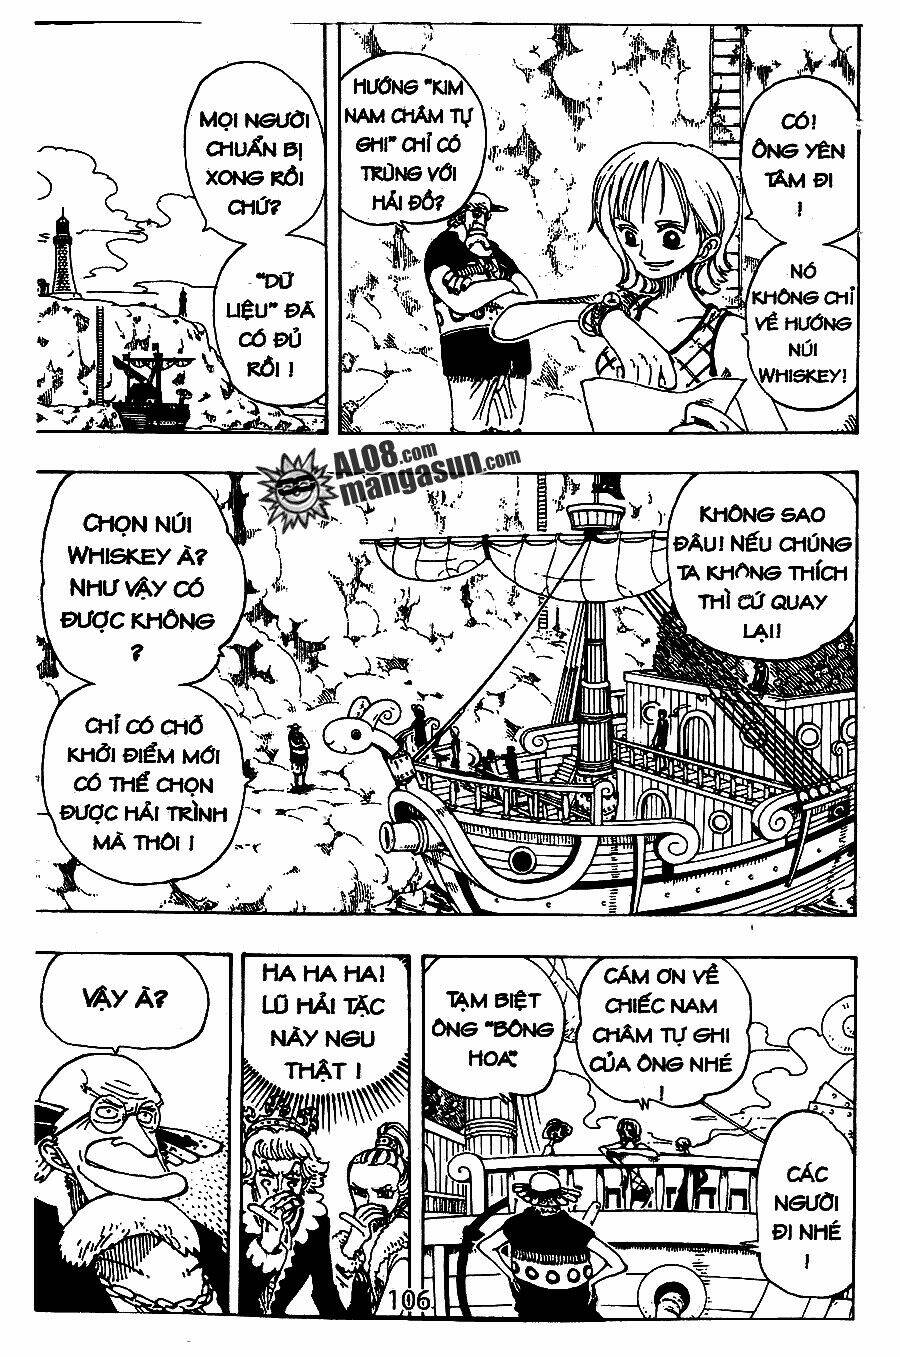 MỌI NGƯỜI
CHUẨN BỊ
XONG RỒI
CHỨ?
"DỮ
LIỆU" ĐÃ
CÓ ĐỦ
RỒI !
HƯỚNG "KIM
NAM CHÂM TỰ
GHI" CHỈ CÓ
TRÙNG VỚI
HẢI ĐỒ?
CÓ!
ÔNG YÊN
TÂM ĐI
!
NÓ
KHÔNG CHỈ
VỀ HƯỚNG
NÚI
WHISKEY!
AL08.com
mangasun.com
CHỌN NÚI
WHISKEY À?
NHƯ VẬY CÓ
ĐƯỢC KHÔNG
?
CHỈ CÓ CHỖ
KHỞI ĐIỂM MỚI
CÓ THỂ CHỌN
ĐƯỢC HẢI TRÌNH
MÀ THÔI !
KHÔNG SAO
ĐÂU! NẾU CHÚNG
TA KHÔNG THÍCH
THÌ CỨ QUAY
LẠI!
VẬY À?
HA HA HA!
LŨ HẢI TẶC
NÀY NGU
THẬT !
TẠM BIỆT
ÔNG "BÔNG
HOA".
CÁM ƠN VỀ
CHIẾC NAM
CHÂM TỰ GHI
CỦA ÔNG NHÉ
!
CÁC
NGƯỜI
ĐI NHÉ
!
106